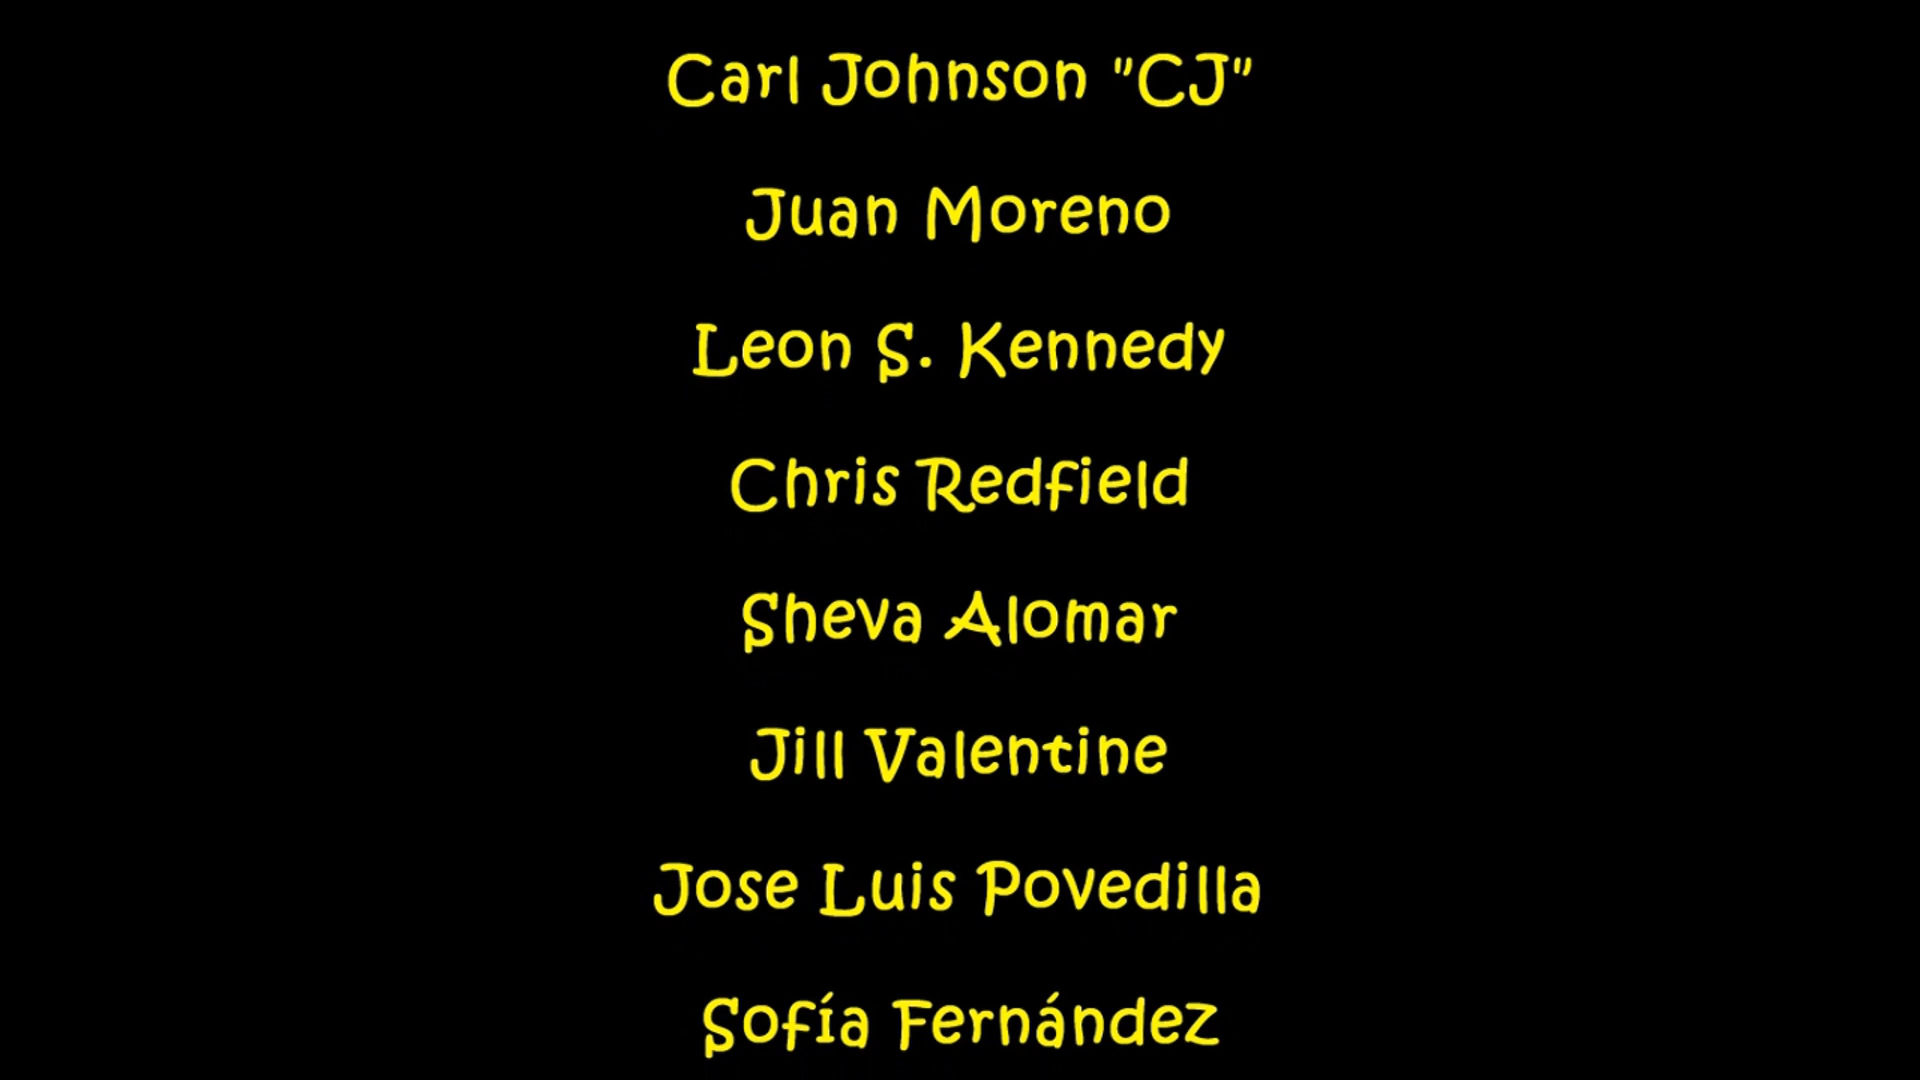 Carl Johnson "CJ"
Juan Moreno
Leon S. Kennedy
Chris Redfield
Sheva Alomar
Jill Valentine
Jose Luis Povedilla
Sofía Fernández